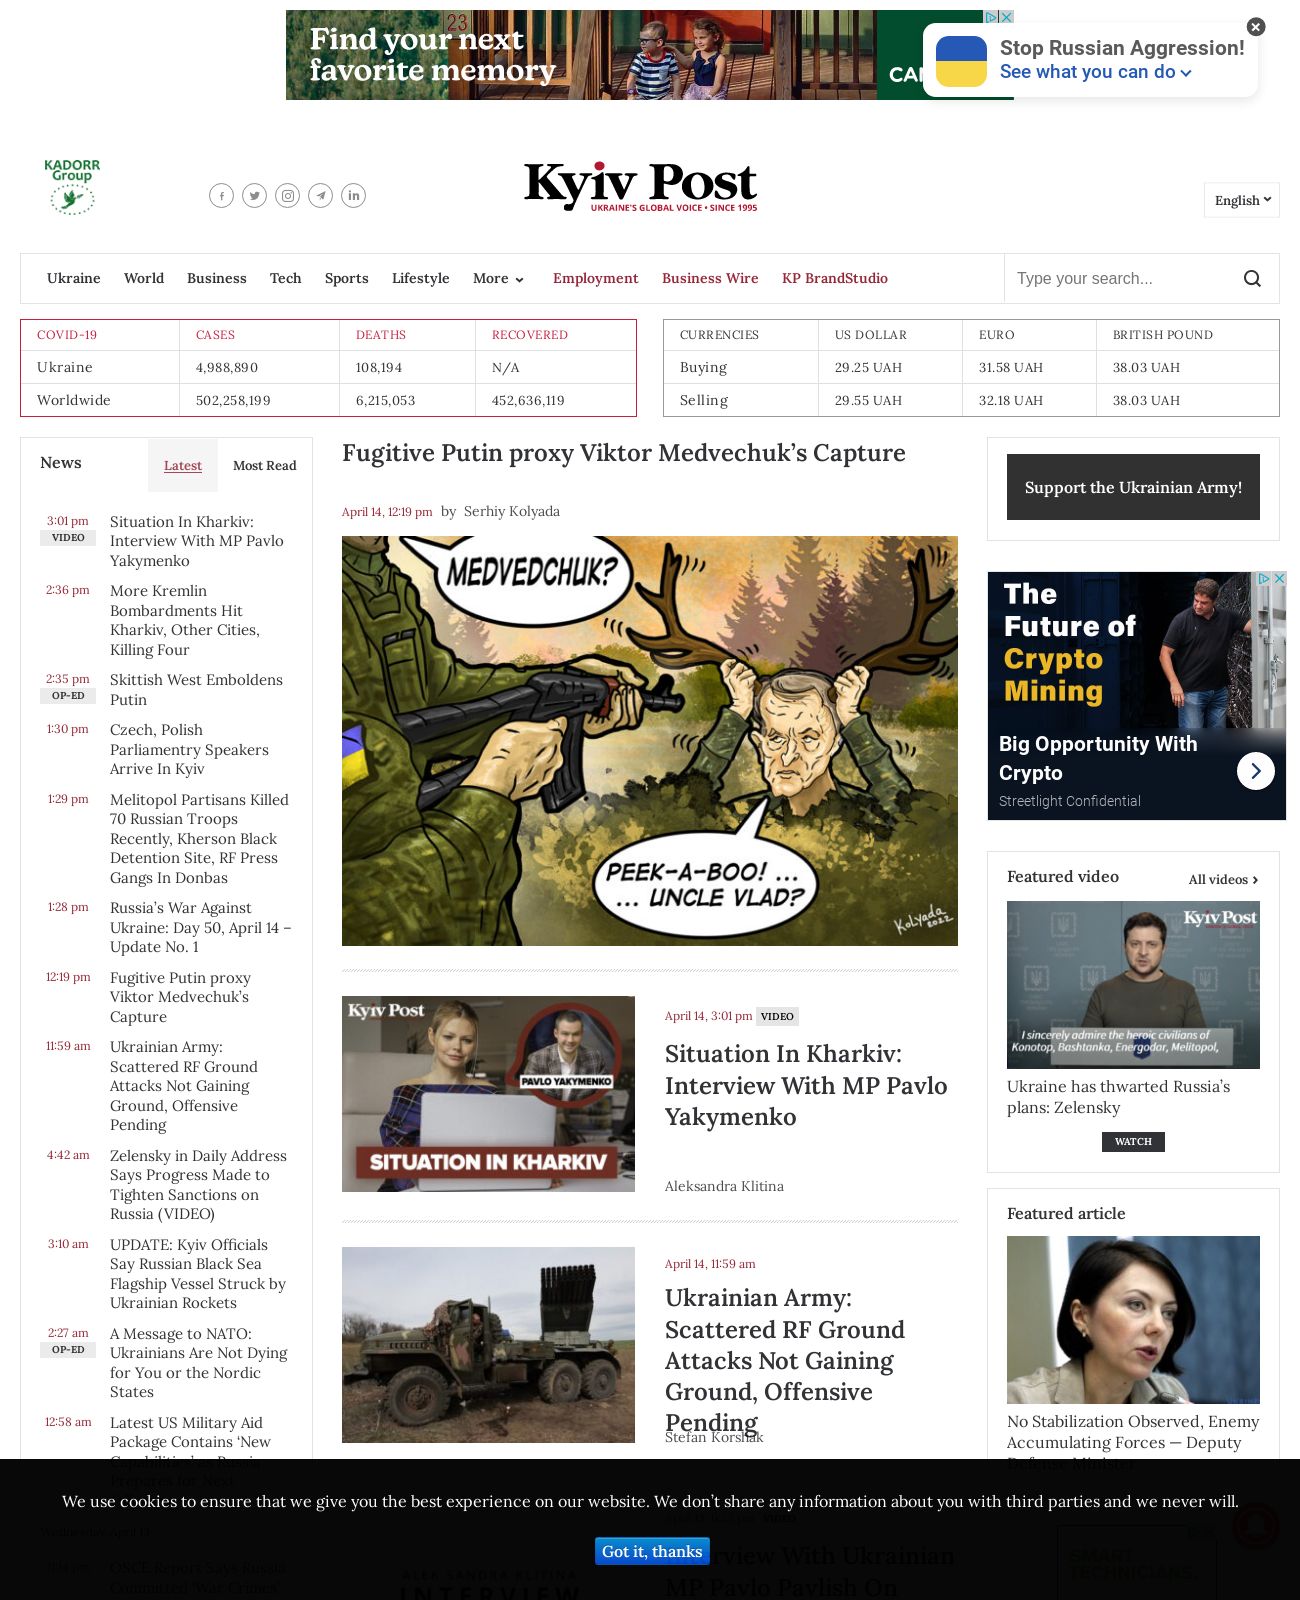 Find your next
favorite memory
23
Stop Russian Aggression!
See what you can do
KADORR
Group
Kyiv Post
UKRAINE'S GLOBAL VOICE • SINCE 1995
English
Ukraine World Business Tech Sports Lifestyle More Employment Business Wire KP BrandStudio
Type your search...
COVID-19 CASES DEATHS RECOVERED
Ukraine 4,988,890 108,194 N/A
Worldwide 502,258,199 6,215,053 452,636,119
CURRENCIES US DOLLAR EURO BRITISH POUND
Buying 29.25 UAH 31.58 UAH 38.03 UAH
Selling 29.55 UAH 32.18 UAH 38.03 UAH
News Latest Most Read
3:01 pm
VIDEO
Situation In Kharkiv:
Interview With MP Pavlo
Yakymenko
2:36 pm
More Kremlin
Bombardments Hit
Kharkiv, Other Cities,
Killing Four
2:35 pm
OP-ED
Skittish West Emboldens
Putin
1:30 pm
Czech, Polish
Parliamentry Speakers
Arrive In Kyiv
1:29 pm
Melitopol Partisans Killed
70 Russian Troops
Recently, Kherson Black
Detention Site, RF Press
Gangs In Donbas
1:28 pm
Russia’s War Against
Ukraine: Day 50, April 14 –
Update No. 1
12:19 pm
Fugitive Putin proxy
Viktor Medvechuk’s
Capture
11:59 am
Ukrainian Army:
Scattered RF Ground
Attacks Not Gaining
Ground, Offensive
Pending
4:42 am
Zelensky in Daily Address
Says Progress Made to
Tighten Sanctions on
Russia (VIDEO)
3:10 am
UPDATE: Kyiv Officials
Say Russian Black Sea
Flagship Vessel Struck by
Ukrainian Rockets
2:27 am
OP-ED
A Message to NATO:
Ukrainians Are Not Dying
for You or the Nordic
States
12:58 am
Latest US Military Aid
Package Contains ‘New
Fugitive Putin proxy Viktor Medvechuk’s Capture
April 14, 12:19 pm by Serhiy Kolyada
MEDVEDCHUK?
PEEK-A-BOO! ...
... UNCLE VLAD?
Kolyada
2022
Kyiv Post
PAVLO YAKYMENKO
SITUATION IN KHARKIV
April 14, 3:01 pm VIDEO
Situation In Kharkiv:
Interview With MP Pavlo
Yakymenko
Aleksandra Klitina
April 14, 11:59 am
Ukrainian Army:
Scattered RF Ground
Attacks Not Gaining
Ground, Offensive
Pending
Stefan Korshak
Support the Ukrainian Army!
The
Future of
Crypto
Mining
Big Opportunity With
Crypto
Streetlight Confidential
Featured video All videos
Kyiv Post
I sincerely admire the heroic civilians of
Konotop, Bashtanka, Energodar, Melitopol,
Ukraine has thwarted Russia’s
plans: Zelensky
WATCH
Featured article
No Stabilization Observed, Enemy
Accumulating Forces — Deputy
Defense Minister
We use cookies to ensure that we give you the best experience on our website. We don’t share any information about you with third parties and we never will.
Got it, thanks